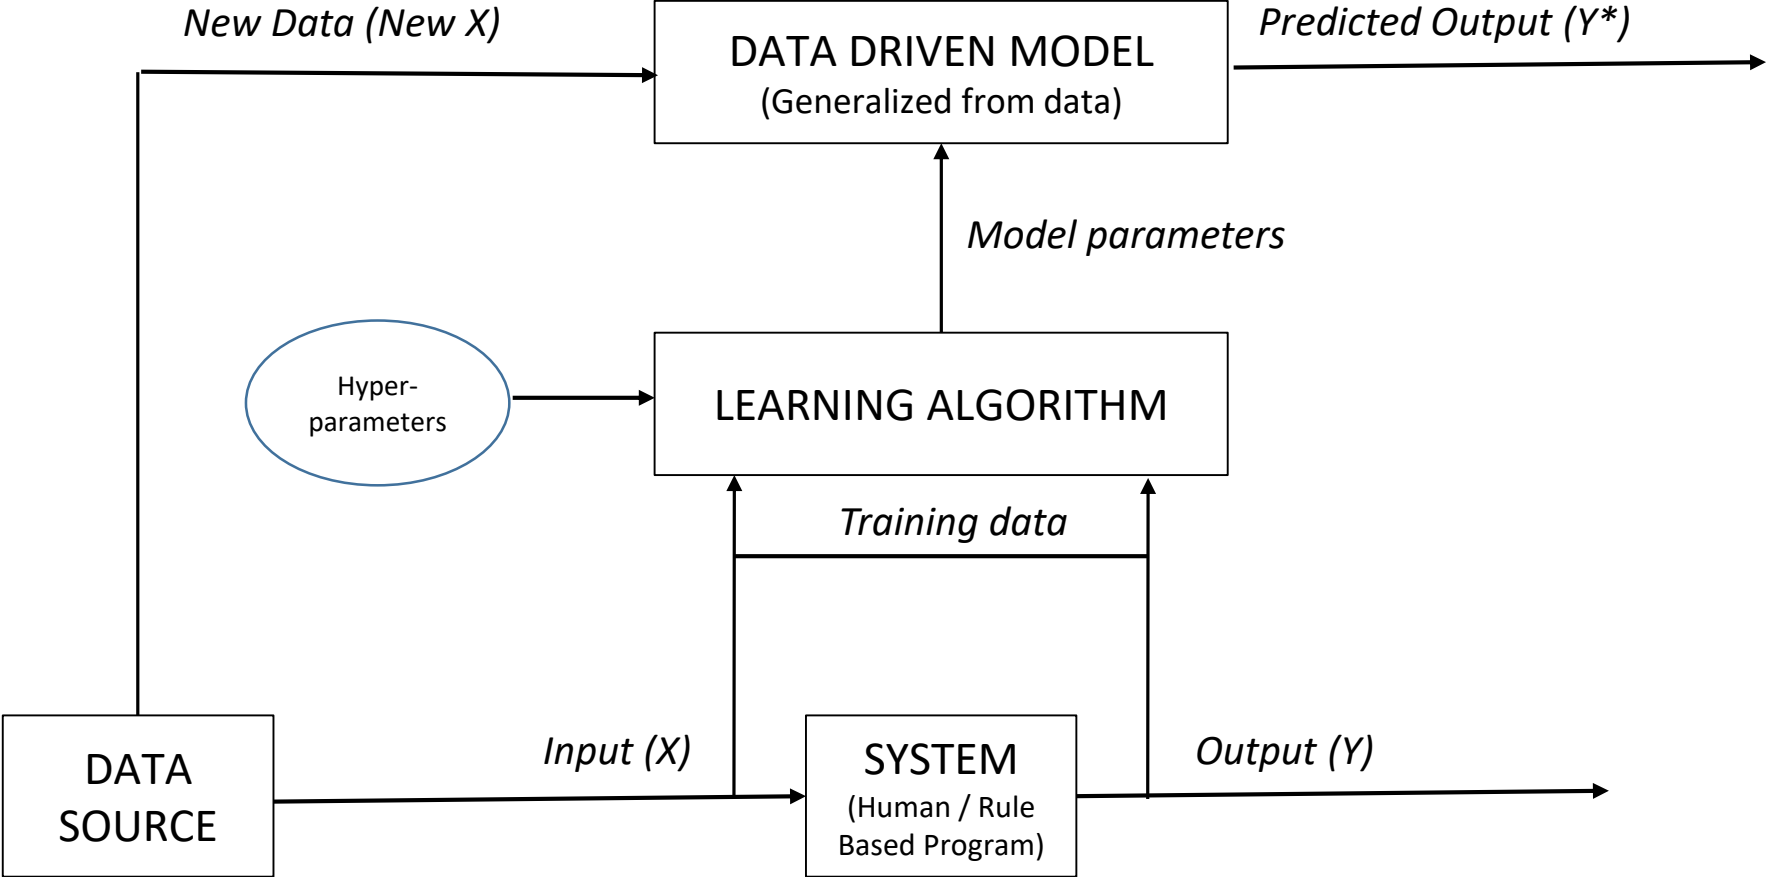 New Data (New X)
DATA DRIVEN MODEL
(Generalized from data)
Predicted Output (Y*)
Model parameters
Hyper-
parameters
LEARNING ALGORITHM
Training data
DATA
SOURCE
Input (X)
SYSTEM
(Human / Rule
Based Program)
Output (Y)